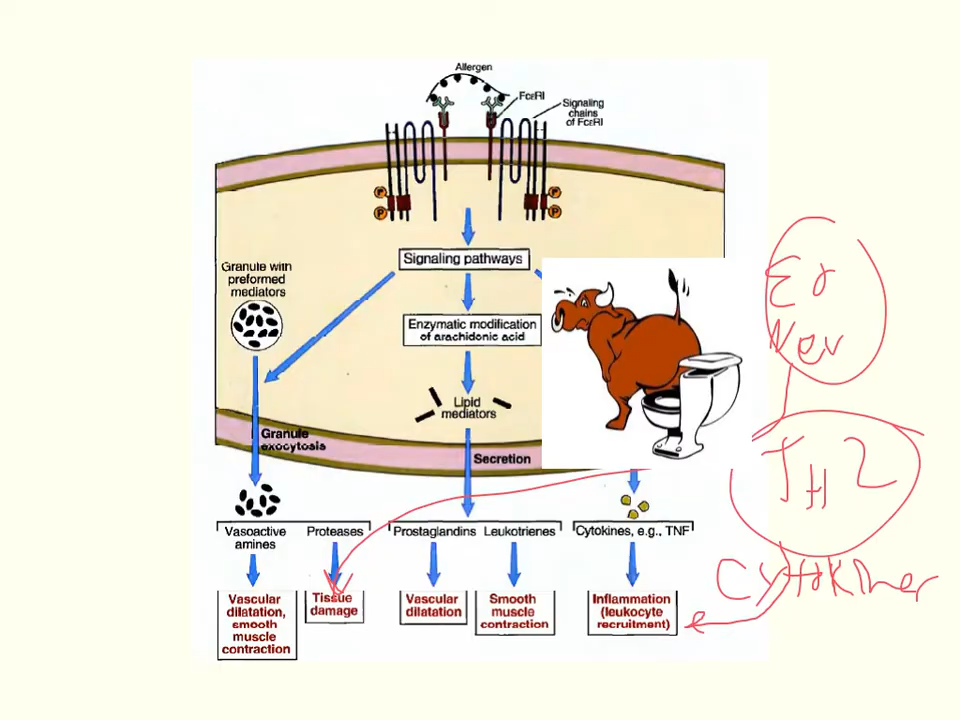 Allergen
FcεRI
Signaling
chains
of FcεRI
P
P
P
P
Signaling pathways
Granule with
preformed
mediators
Enzymatic modification
of arachidonic acid
Lipid
mediators
Granule
exocytosis
Secretion
TH2
Vasoactive
amines
Proteases
Prostaglandins
Leukotrienes
Cytokines, e.g., TNF
Vascular
dilatation,
smooth
muscle
contraction
Tissue
damage
Vascular
dilatation
Smooth
muscle
contraction
Inflammation
(leukocyte
recruitment)